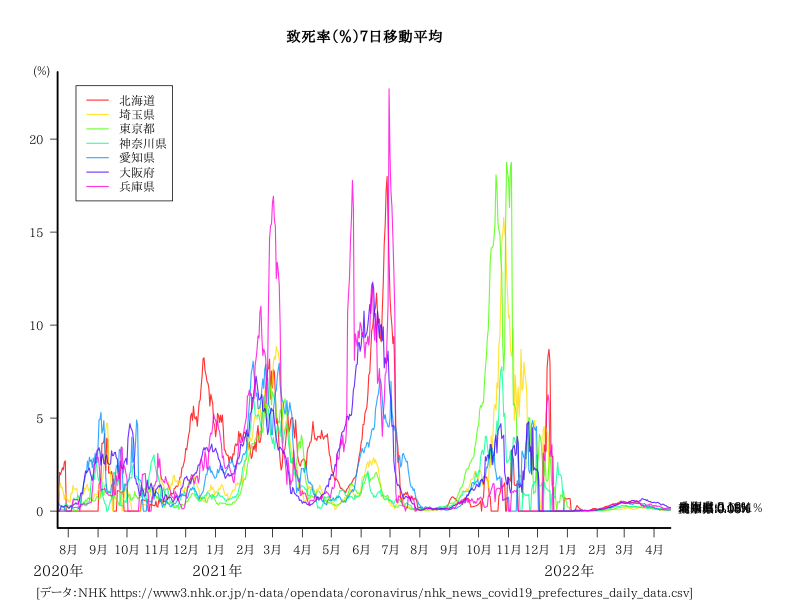 致死率(%)7日移動平均
(%)
北海道
埼玉県
東京都
神奈川県
愛知県
大阪府
兵庫県
20
15
10
5
0
8月 9月 10月 11月 12月 1月 2月 3月 4月 5月 6月 7月 8月 9月 10月 11月 12月 2月 3月 4月
2020年 2021年 2022年
[データ:NHK https://www3.nhk.or.jp/n-data/opendata/coronavirus/nhk_news_covid19_prefectures_daily_data.csv]